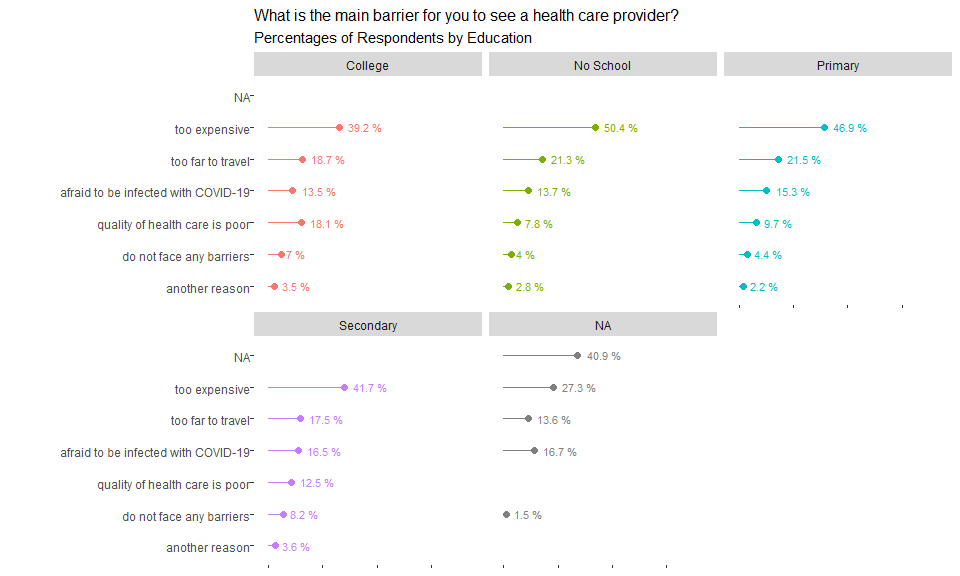 What is the main barrier for you to see a health care provider?
Percentages of Respondents by Education
College No School Primary
NA
too expensive 39.2 % 50.4 % 46.9 %
too far to travel 18.7 % 21.3 % 21.5 %
afraid to be infected with COVID-19 13.5 % 13.7 % 15.3 %
quality of health care is poor 18.1 % 7.8 % 9.7 %
do not face any barriers 7 % 4 % 4.4 %
another reason 3.5 % 2.8 % 2.2 %
Secondary NA
NA 40.9 %
too expensive 41.7 % 27.3 %
too far to travel 17.5 % 13.6 %
afraid to be infected with COVID-19 16.5 % 16.7 %
quality of health care is poor 12.5 %
do not face any barriers 8.2 % 1.5 %
another reason 3.6 %